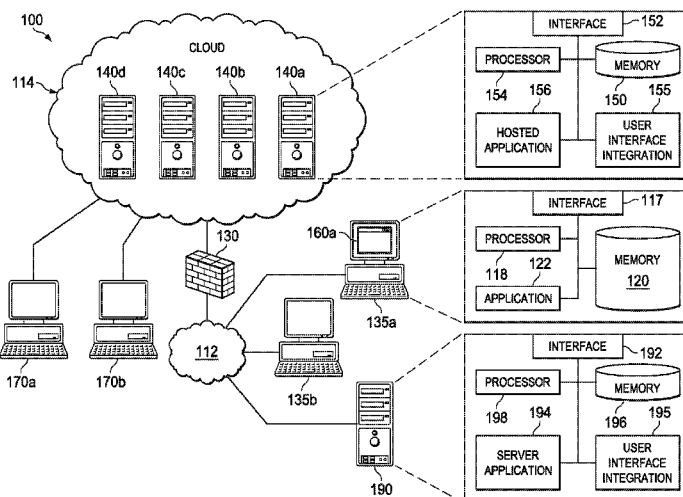 100
CLOUD
114
140d
140c
140b
140a
INTERFACE
152
PROCESSOR
MEMORY
154
156
150
155
HOSTED
APPLICATION
USER
INTERFACE
INTEGRATION
130
160a
INTERFACE
117
PROCESSOR
118
122
MEMORY
120
APPLICATION
135a
112
135b
170a
170b
INTERFACE
192
PROCESSOR
MEMORY
198
194
196
195
SERVER
APPLICATION
USER
INTERFACE
INTEGRATION
190